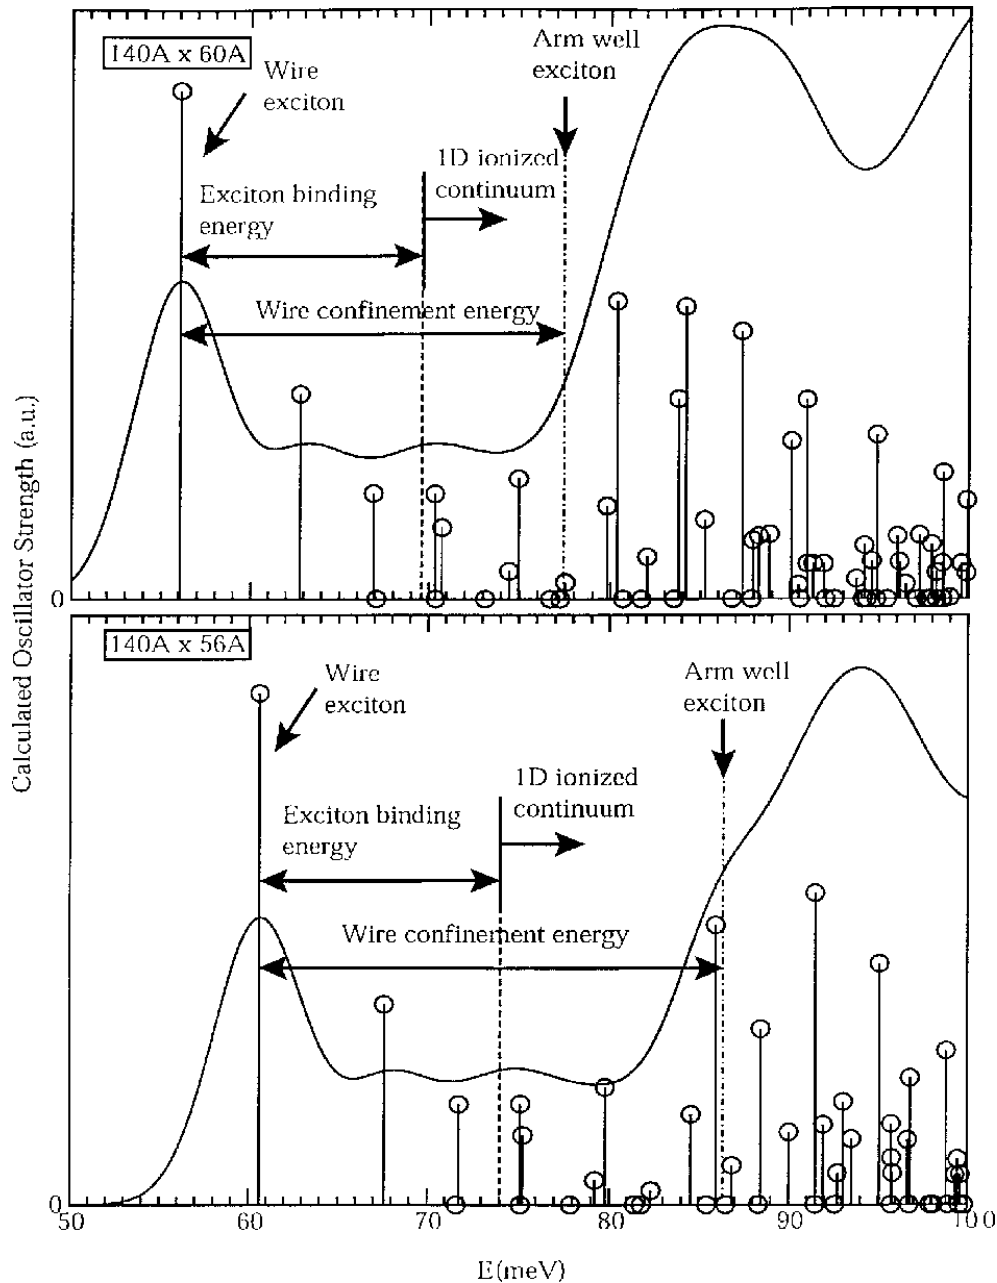 140A x 60A
Wire
exciton
Arm well
exciton
1D ionized
continuum
Exciton binding
energy
Wire confinement energy
0
140A x 56A
Wire
exciton
Arm well
exciton
1D ionized
continuum
Exciton binding
energy
Wire confinement energy
0
50 60 70 80 90 100
E(meV)
Calculated Oscillator Strength (a.u.)